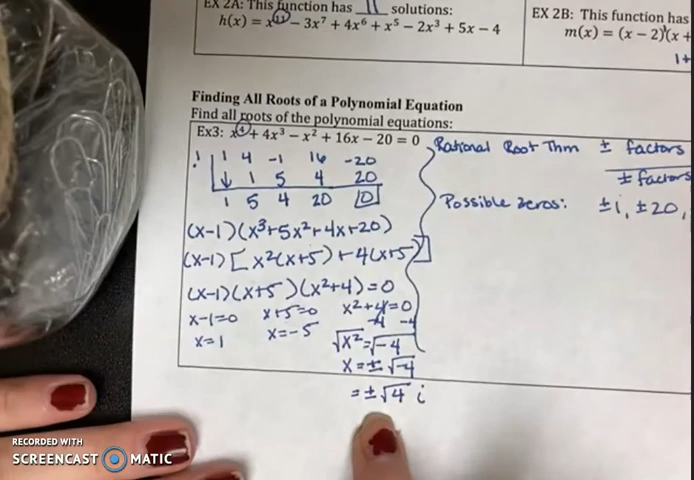 EX 2A: This function has 11 solutions:
h(x) = x¹¹ − 3x⁷ + 4x⁶ + x⁵ − 2x³ + 5x − 4
EX 2B: This function has
m(x) = (x − 2)(x +
1+
Finding All Roots of a Polynomial Equation
Find all roots of the polynomial equations:
Ex3: x⁴ + 4x³ − x² + 16x − 20 = 0
1 1 4 -1 16 -20
↓ 1 5 4 20
1 5 4 20 0
(x-1)(x³+5x²+4x+20)
(x-1)[x²(x+5)+4(x+5)]
(x-1)(x+5)(x²+4)=0
x-1=0 x+5=0 x²+4=0
-4 -4
x=1 x=-5 √x²=√-4
x=±√-4
=±√4 i
Rational Root Thm ± factors
± factors
Possible zeros: ±1, ±20,
RECORDED WITH
SCREENCAST MATIC